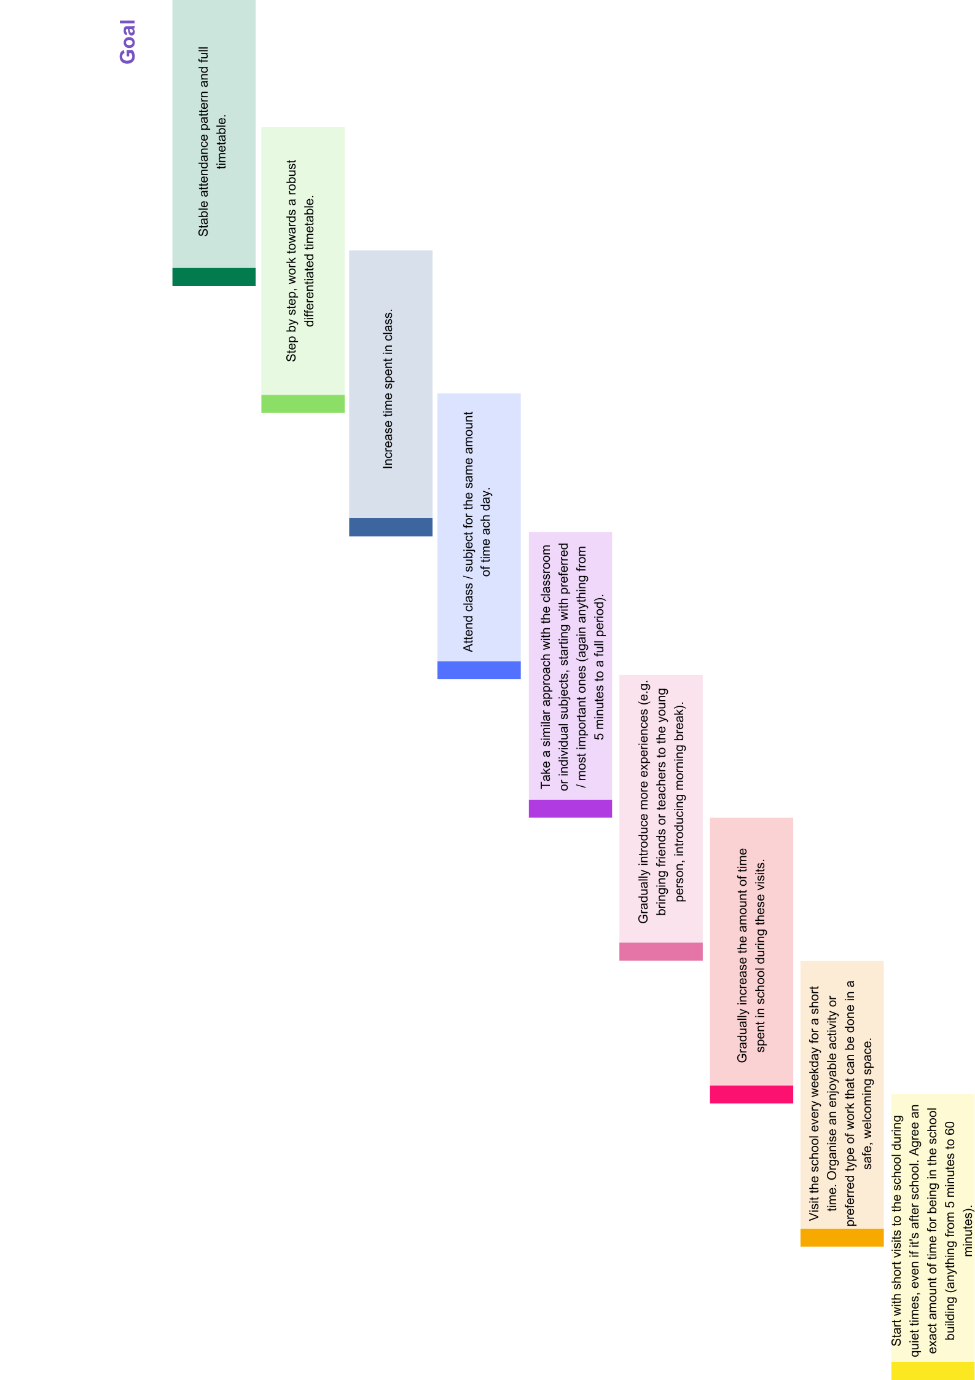 Goal
Stable attendance pattern and full
timetable.
Step by step, work towards a robust
differentiated timetable.
Increase time spent in class.
Attend class / subject for the same amount
of time ach day.
Take a similar approach with the classroom
or individual subjects, starting with preferred
/ most important ones (again anything from
5 minutes to a full period).
Gradually introduce more experiences (e.g.
bringing friends or teachers to the young
person, introducing morning break).
Gradually increase the amount of time
spent in school during these visits.
Visit the school every weekday for a short
time. Organise an enjoyable activity or
preferred type of work that can be done in a
safe, welcoming space.
Start with short visits to the school during
quiet times, even if it's after school. Agree an
exact amount of time for being in the school
building (anything from 5 minutes to 60
minutes).